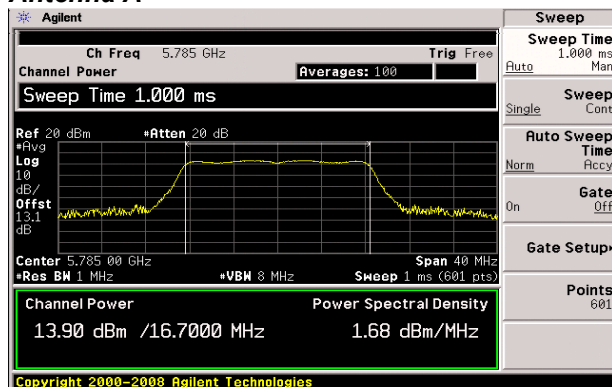 Agilent
Sweep
Ch Freq 5.785 GHz Trig Free
Channel Power Averages: 100
Sweep Time 1.000 ms
Ref 20 dBm #Atten 20 dB
#Avg
Log
10
dB/
Offst
13.1
dB
Center 5.785 00 GHz Span 40 MHz
#Res BW 1 MHz #VBW 8 MHz Sweep 1 ms (601 pts)
Channel Power Power Spectral Density
13.90 dBm /16.7000 MHz 1.68 dBm/MHz
Copyright 2000-2008 Agilent Technologies
Sweep Time
1.000 ms
Auto Man
Sweep
Single Cont
Auto Sweep
Time
Norm Accy
Gate
On Off
Gate Setup
Points
601